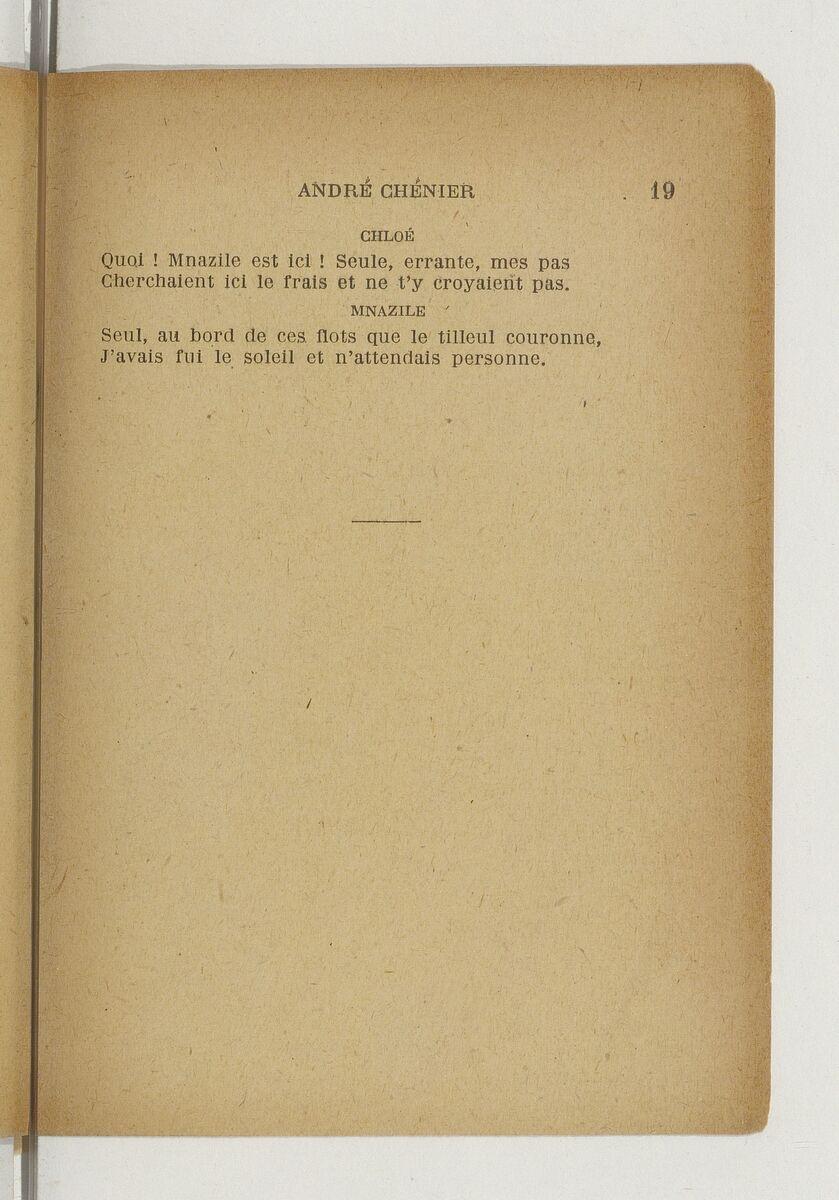 ANDRÉ CHÉNIER 19
CHLOÉ
Quoi ! Mnazile est ici ! Seule, errante, mes pas
Cherchaient ici le frais et ne t'y croyaient pas.
MNAZILE
Seul, au bord de ces flots que le tilleul couronne,
J'avais fui le soleil et n'attendais personne.